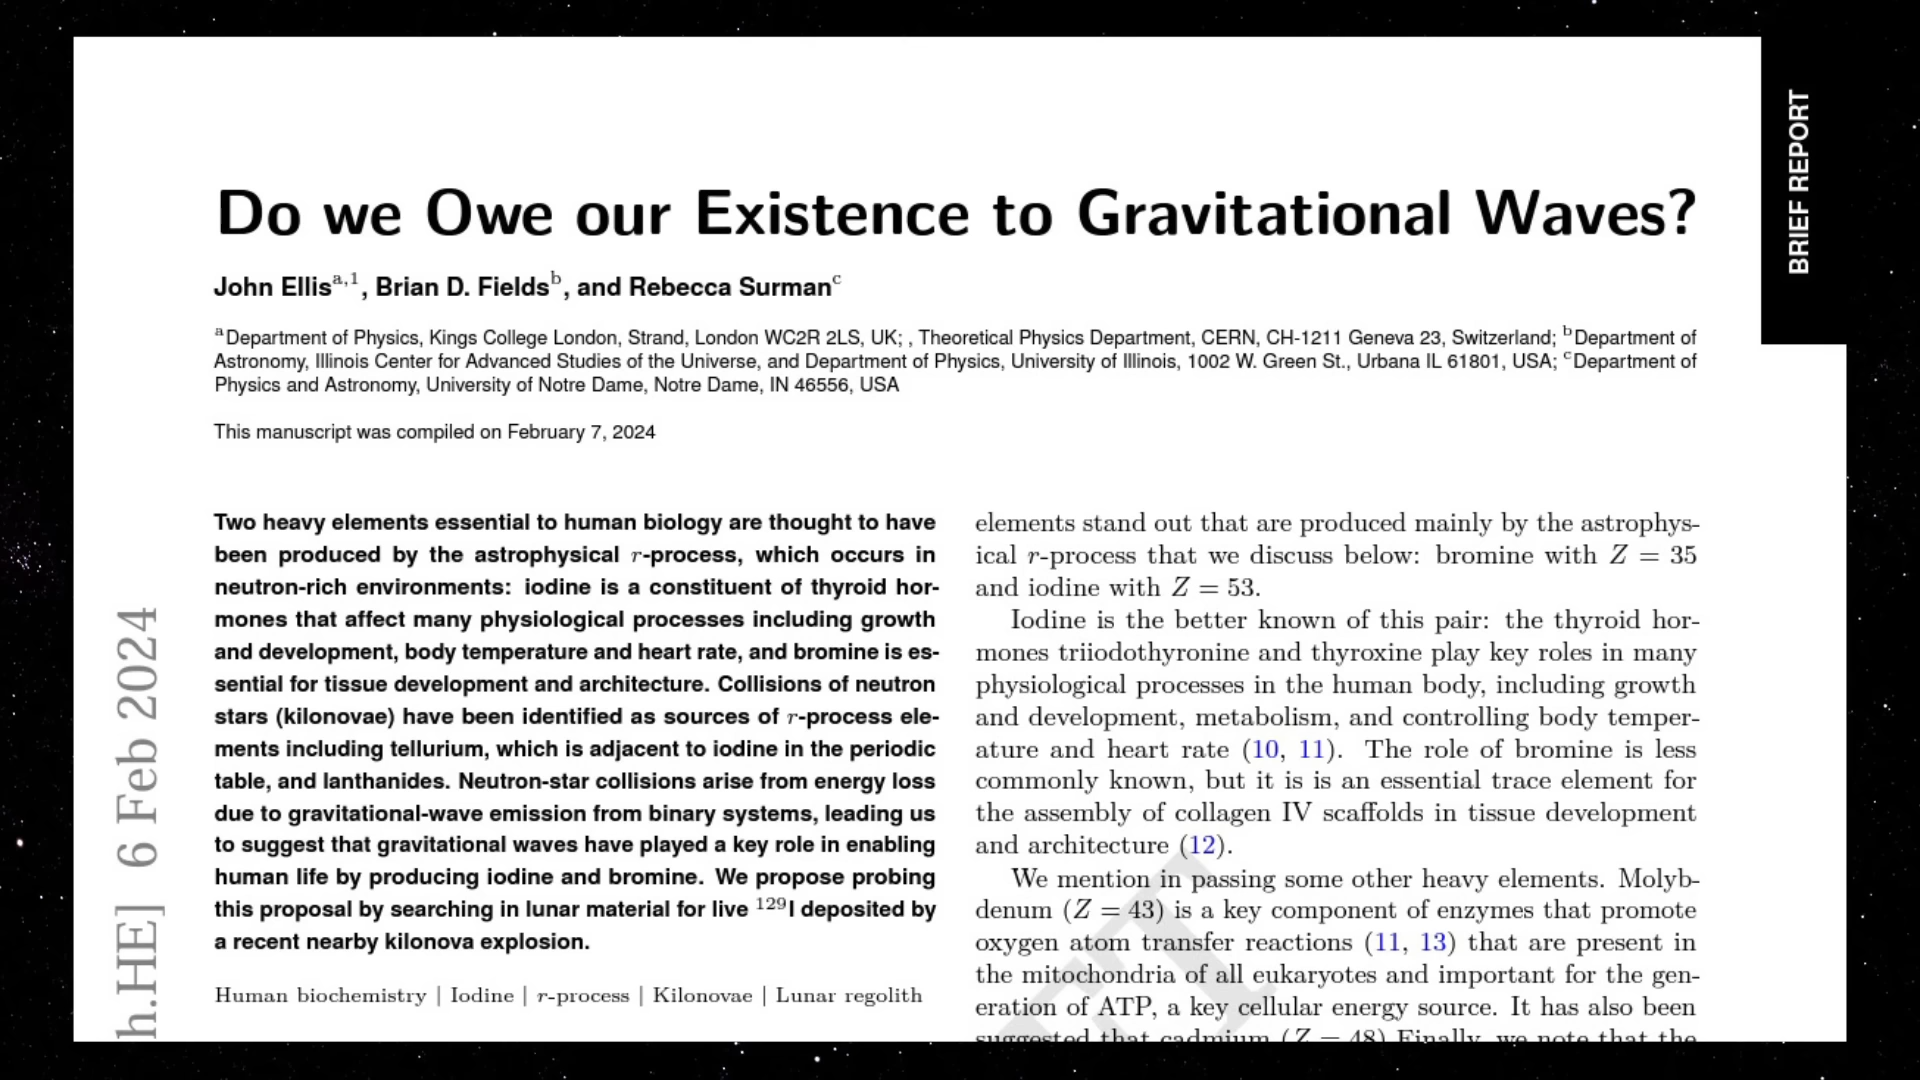 BRIEF REPORT
Do we Owe our Existence to Gravitational Waves?
John Ellisa,1, Brian D. Fieldsb, and Rebecca Surmanc
aDepartment of Physics, Kings College London, Strand, London WC2R 2LS, UK; , Theoretical Physics Department, CERN, CH-1211 Geneva 23, Switzerland; bDepartment of
Astronomy, Illinois Center for Advanced Studies of the Universe, and Department of Physics, University of Illinois, 1002 W. Green St., Urbana IL 61801, USA; cDepartment of
Physics and Astronomy, University of Notre Dame, Notre Dame, IN 46556, USA
This manuscript was compiled on February 7, 2024
Two heavy elements essential to human biology are thought to have
been produced by the astrophysical r-process, which occurs in
neutron-rich environments: iodine is a constituent of thyroid hor-
mones that affect many physiological processes including growth
and development, body temperature and heart rate, and bromine is es-
sential for tissue development and architecture. Collisions of neutron
stars (kilonovae) have been identified as sources of r-process ele-
ments including tellurium, which is adjacent to iodine in the periodic
table, and lanthanides. Neutron-star collisions arise from energy loss
due to gravitational-wave emission from binary systems, leading us
to suggest that gravitational waves have played a key role in enabling
human life by producing iodine and bromine. We propose probing
this proposal by searching in lunar material for live 129I deposited by
a recent nearby kilonova explosion.
Human biochemistry | Iodine | r-process | Kilonovae | Lunar regolith
elements stand out that are produced mainly by the astrophys-
ical r-process that we discuss below: bromine with Z = 35
and iodine with Z = 53.
Iodine is the better known of this pair: the thyroid hor-
mones triiodothyronine and thyroxine play key roles in many
physiological processes in the human body, including growth
and development, metabolism, and controlling body temper-
ature and heart rate (10, 11). The role of bromine is less
commonly known, but it is is an essential trace element for
the assembly of collagen IV scaffolds in tissue development
and architecture (12).
We mention in passing some other heavy elements. Molyb-
denum (Z = 43) is a key component of enzymes that promote
oxygen atom transfer reactions (11, 13) that are present in
the mitochondria of all eukaryotes and important for the gen-
eration of ATP, a key cellular energy source. It has also been
suggested that cadmium (Z = 48) Finally, we note that the
h.HE] 6 Feb 2024